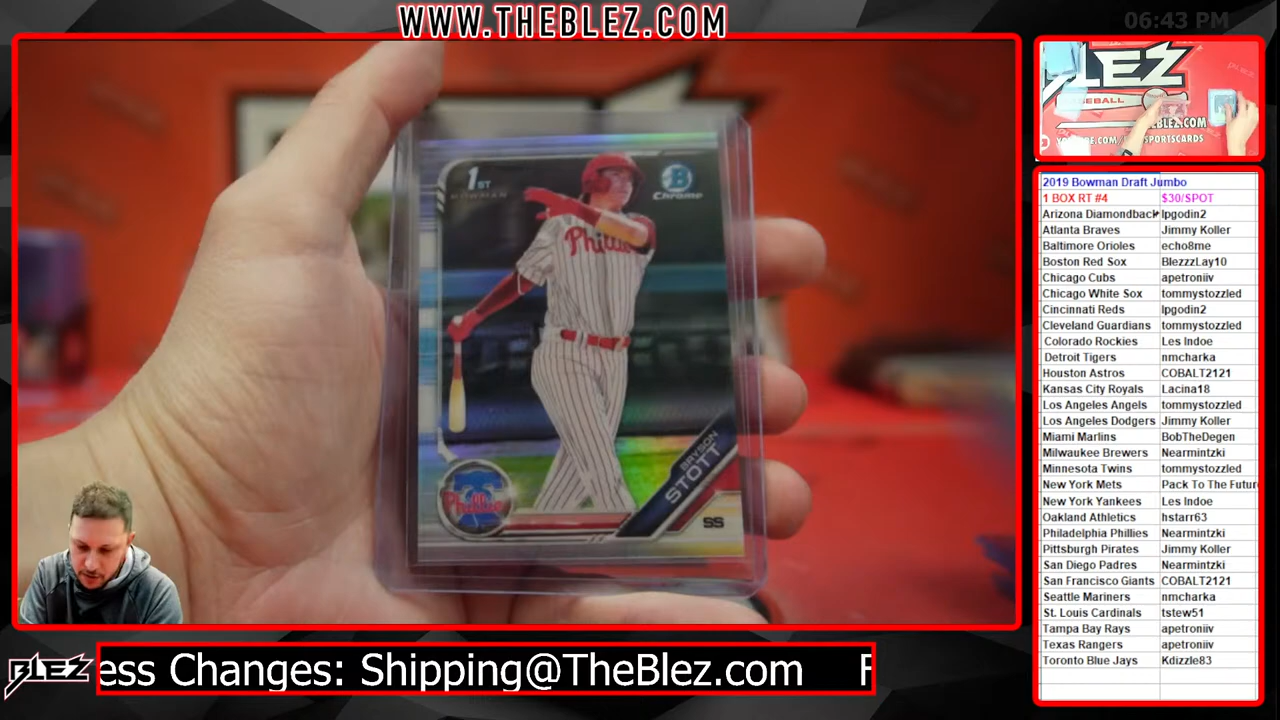 WWW.THEBLEZ.COM
06:43 PM
1ST
BOWMAN
Chrome
Phillies
BRYSON
STOTT
SS
Phillies
LEZ
BASEBALL
BLEZ.COM
2019 Bowman Draft Jumbo
1 BOX RT #4 $30/SPOT
Arizona Diamondback lpgodin2
Atlanta Braves Jimmy Koller
Baltimore Orioles echo8me
Boston Red Sox BlezzzLay10
Chicago Cubs apetroniiv
Chicago White Sox tommystozzled
Cincinnati Reds lpgodin2
Cleveland Guardians tommystozzled
Colorado Rockies Les Indoe
Detroit Tigers nmcharka
Houston Astros COBALT2121
Kansas City Royals Lacina18
Los Angeles Angels tommystozzled
Los Angeles Dodgers Jimmy Koller
Miami Marlins BobTheDegen
Milwaukee Brewers Nearmintzki
Minnesota Twins tommystozzled
New York Mets Pack To The Futur
New York Yankees Les Indoe
Oakland Athletics hstarr63
Philadelphia Phillies Nearmintzki
Pittsburgh Pirates Jimmy Koller
San Diego Padres Nearmintzki
San Francisco Giants COBALT2121
Seattle Mariners nmcharka
St. Louis Cardinals tstew51
Tampa Bay Rays apetroniiv
Texas Rangers apetroniiv
Toronto Blue Jays Kdizzle83
BLEZ
ess Changes: Shipping@TheBlez.com F